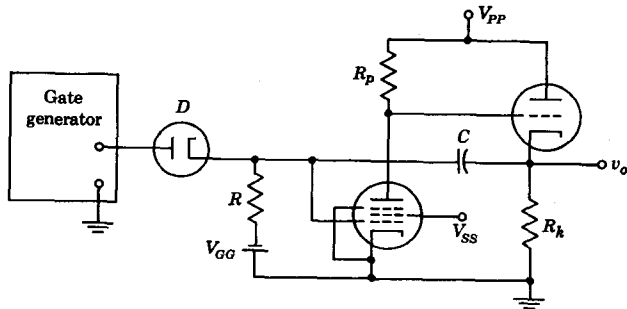 V_PP
R_p
Gate
generator
D
C
v_o
R
V_GG
V_SS
R_k